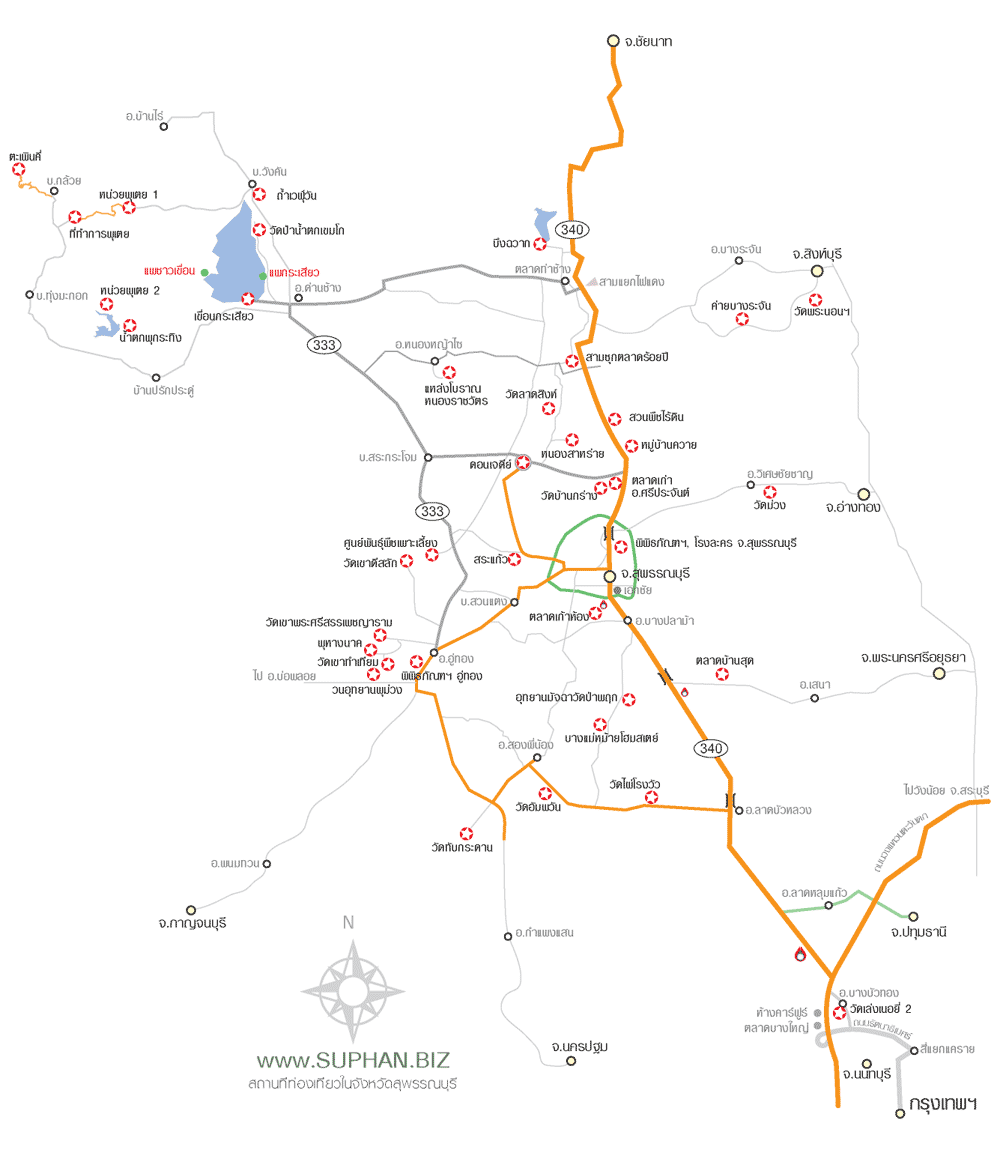 จ.ชัยนาท
อ.บ้านไร่
ตะเพินคี่
บ.กล้วย
บ.วังคัน
หน่วยพุเตย 1
ถ้ำเวฬุวัน
ที่ทำการพุเตย
วัดป่าน้ำตกเขมโก
340
บึงฉวาก
อ.บางระจัน
จ.สิงห์บุรี
แพชาวเขื่อน
แพกระเสียว
ตลาดท่าช้าง
สามแยกไฟแดง
บ.ทุ่งมะกอก
หน่วยพุเตย 2
อ.ด่านช้าง
ค่ายบางระจัน
วัดพระนอนฯ
เขื่อนกระเสียว
น้ำตกพุกระทิง
333
อ.หนองหญ้าไซ
สามชุกตลาดร้อยปี
บ้านปรักประดู่
แหล่งโบราณ
หนองราชวัตร
วัดลาดสิงห์
สวนพืชไร้ดิน
หมู่บ้านควาย
หนองสาหร่าย
บ.สระกระโจม
ดอนเจดีย์
อ.วิเศษชัยชาญ
วัดบ้านกร่าง
ตลาดเก่า
อ.ศรีประจันต์
วัดม่วง
จ.อ่างทอง
333
ศูนย์พันธุ์พืชเพาะเลี้ยง
วัดเขาดีสลัก
สระแก้ว
พิพิธภัณฑฯ, โรงละคร จ.สุพรรณบุรี
จ.สุพรรณบุรี
เอกชัย
บ.สวนแตง
ตลาดเก้าห้อง
อ.บางปลาม้า
วัดเขาพระศรีสรรเพชญาราม
พุหางนาค
วัดเขาทำเทียม
อ.อู่ทอง
ไป อ.บ่อพลอย
พิพิธภัณฑฯ อู่ทอง
วนอุทยานพุม่วง
ตลาดบ้านสุด
จ.พระนครศรีอยุธยา
อ.เสนา
อุทยานมัจฉาวัดป่าพฤกฺ
บางแม่หม้ายโฮมสเตย์
อ.สองพี่น้อง
340
วัดอัมพวัน
วัดไผ่โรงวัว
อ.ลาดบัวหลวง
ไปวังน้อย จ.สระบุรี
ทางหลวงตะวันตก
วัดทับกระดาน
อ.พนมทวน
จ.กาญจนบุรี
อ.ลาดหลุมแก้ว
จ.ปทุมธานี
อ.กำแพงแสน
N
อ.บางบัวทอง
วัดเล่งเนอยี่ 2
ห้างคาร์ฟูร์
ตลาดบางใหญ่
ถนนรัตนาธิเบศร์
สี่แยกแคราย
จ.นครปฐม
จ.นนทบุรี
กรุงเทพฯ
www.SUPHAN.BIZ
สถานที่ท่องเที่ยวในจังหวัดสุพรรณบุรี